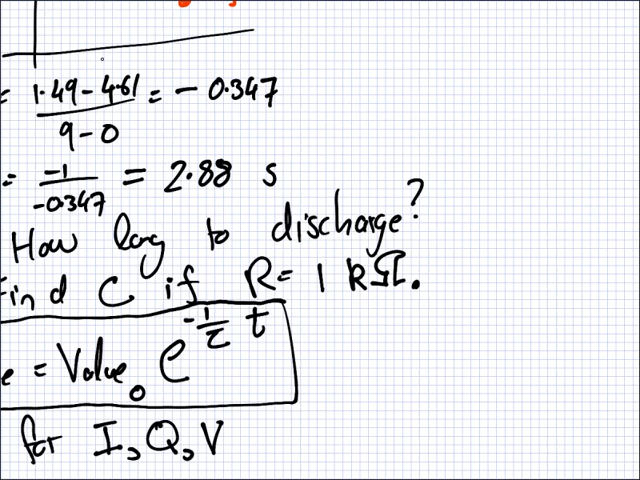 = 1.49 - 4.61 / 9 - 0 = - 0.347
= -1 / -0.347 = 2.88 s
How long to discharge?
Find C if R = 1 kΩ.
e = Value₀ e^(-1/τ t)
for I, Q, V